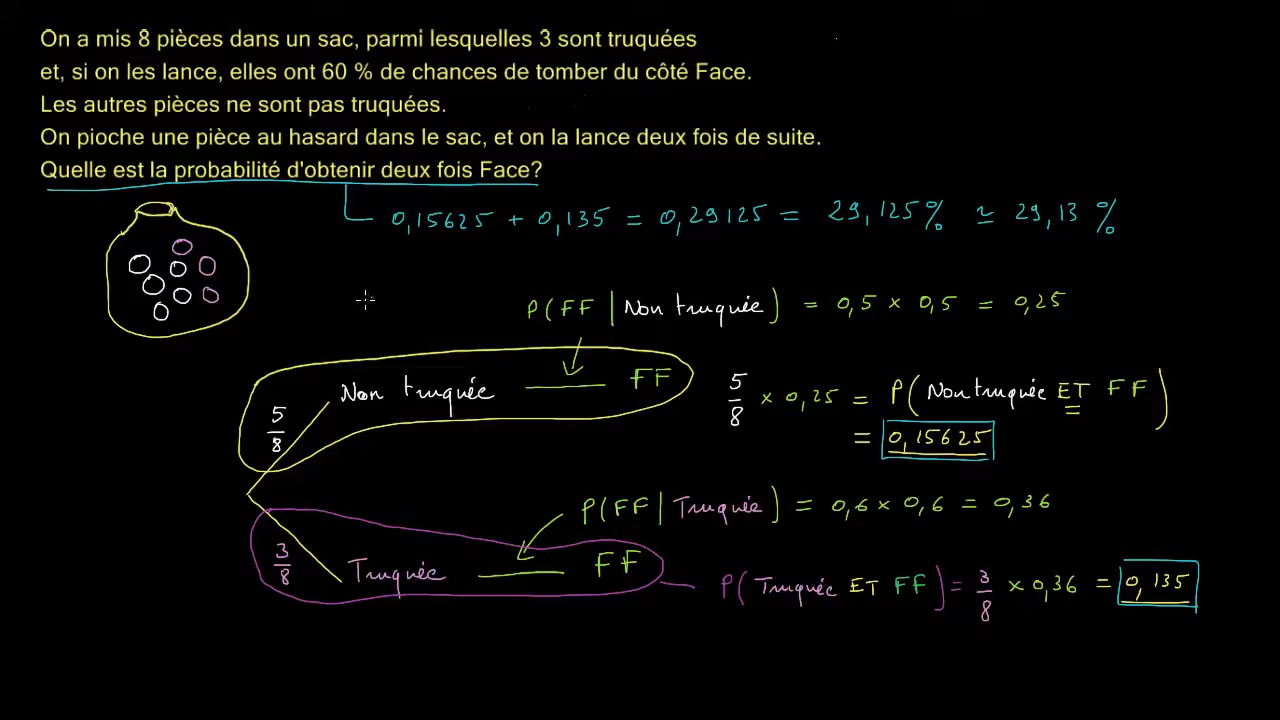 On a mis 8 pièces dans un sac, parmi lesquelles 3 sont truquées
et, si on les lance, elles ont 60 % de chances de tomber du côté Face.
Les autres pièces ne sont pas truquées.
On pioche une pièce au hasard dans le sac, et on la lance deux fois de suite.
Quelle est la probabilité d'obtenir deux fois Face?
0,15625 + 0,135 = 0,29125 = 29,125 % ≃ 29,13 %
P(FF | Non truquée) = 0,5 × 0,5 = 0,25
5/8 Non truquée FF
5/8 × 0,25 = P(Non truquée ET FF)
= 0,15625
P(FF | Truquée) = 0,6 × 0,6 = 0,36
3/8 Truquée FF
P(Truquée ET FF) = 3/8 × 0,36 = 0,135